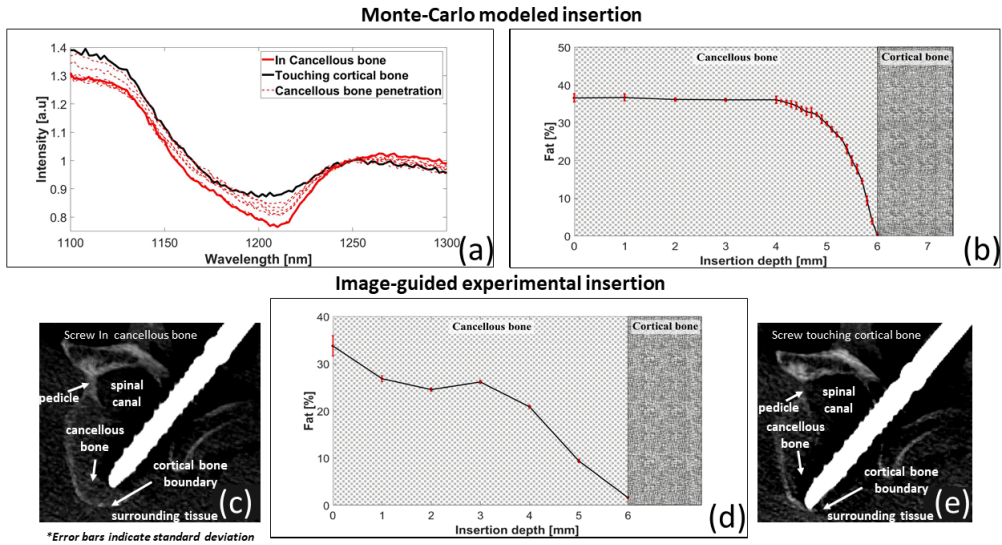 Monte-Carlo modeled insertion
1.4
1.3
1.2
1.1
1
0.9
0.8
Intensity [a.u]
In Cancellous bone
Touching cortical bone
Cancellous bone penetration
1100
1150
1200
1250
1300
Wavelength [nm]
(a)
50
40
30
20
10
0
Fat [%]
Cancellous bone
Cortical bone
0
1
2
3
4
5
6
7
Insertion depth [mm]
(b)
Image-guided experimental insertion
Screw In cancellous bone
pedicle
spinal
canal
cancellous
bone
cortical bone
boundary
surrounding tissue
(c)
*Error bars indicate standard deviation
40
30
20
10
0
Fat [%]
Cancellous bone
Cortical bone
0
1
2
3
4
5
6
Insertion depth [mm]
(d)
Screw touching cortical bone
pedicle
spinal
canal
cancellous
bone
cortical bone
boundary
surrounding tissue
(e)